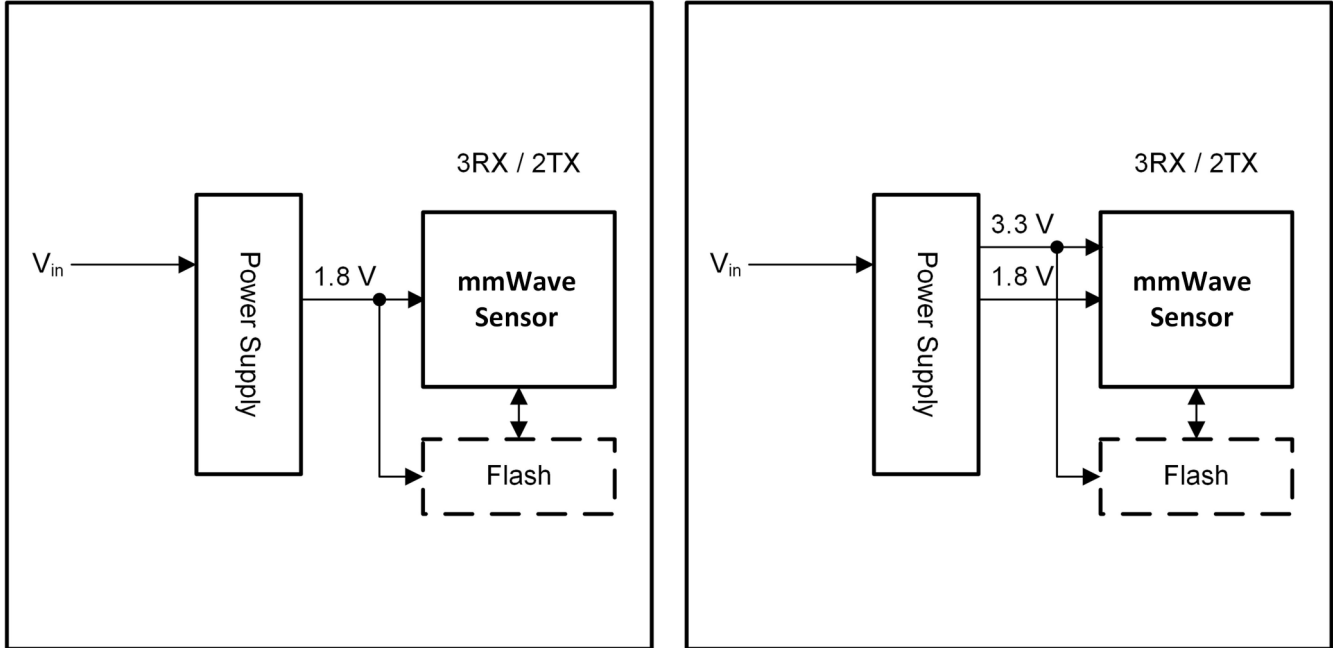 3RX / 2TX
V_in
Power Supply
1.8 V
mmWave
Sensor
Flash
3RX / 2TX
V_in
Power Supply
3.3 V
1.8 V
mmWave
Sensor
Flash